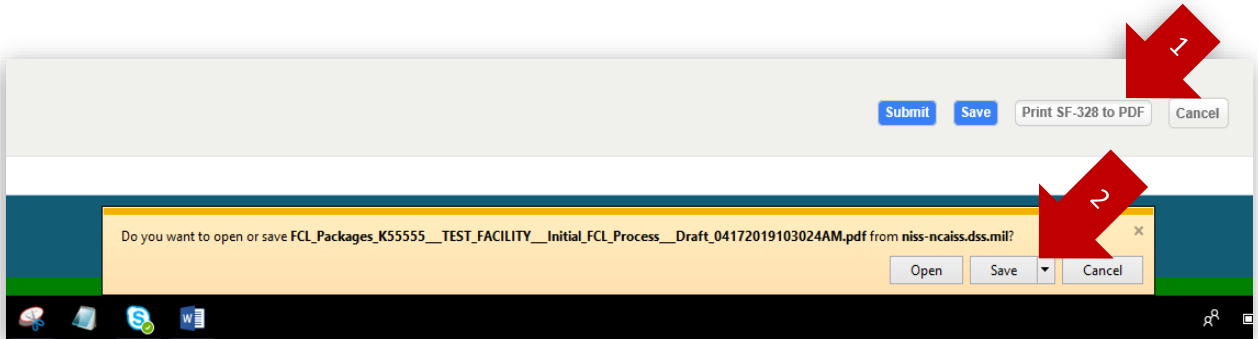 1
Submit Save Print SF-328 to PDF Cancel
2
Do you want to open or save FCL_Packages_K55555__TEST_FACILITY__Initial_FCL_Process__Draft_04172019103024AM.pdf from niss-ncaiss.dss.mil?
Open Save Cancel